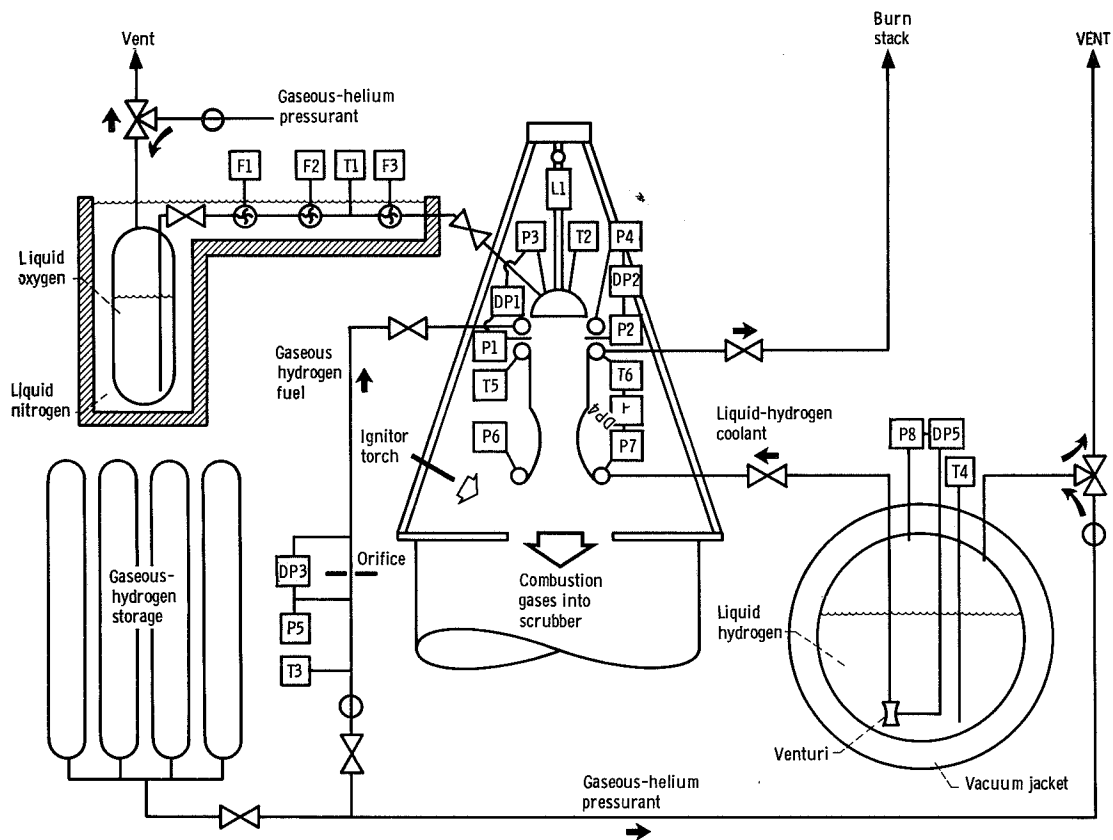 Vent
Burn
stack
VENT
Gaseous-helium
pressurant
F1
F2
T1
F3
L1
P3
T2
P4
DP2
DP1
P1
P2
Liquid
oxygen
Gaseous
hydrogen
fuel
T5
T6
Liquid
nitrogen
DP4
P6
P7
Ignitor
torch
Liquid-hydrogen
coolant
P8
DP5
T4
Gaseous-
hydrogen
storage
DP3
Orifice
Combustion
gases into
scrubber
P5
T3
Liquid
hydrogen
Venturi
Vacuum jacket
Gaseous-helium
pressurant